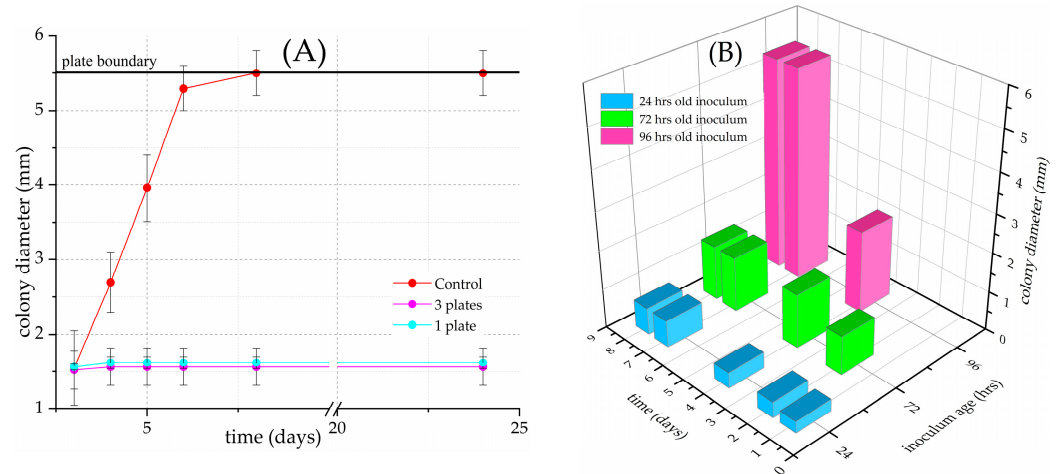 (A)
plate boundary
6
5
4
3
2
1
colony diameter (mm)
5
20
25
time (days)
Control
3 plates
1 plate
(B)
24 hrs old inoculum
72 hrs old inoculum
96 hrs old inoculum
6
5
4
3
2
1
0
colony diameter (mm)
9
8
7
6
5
4
3
2
1
0
time (days)
24
72
96
inoculum age (hrs)